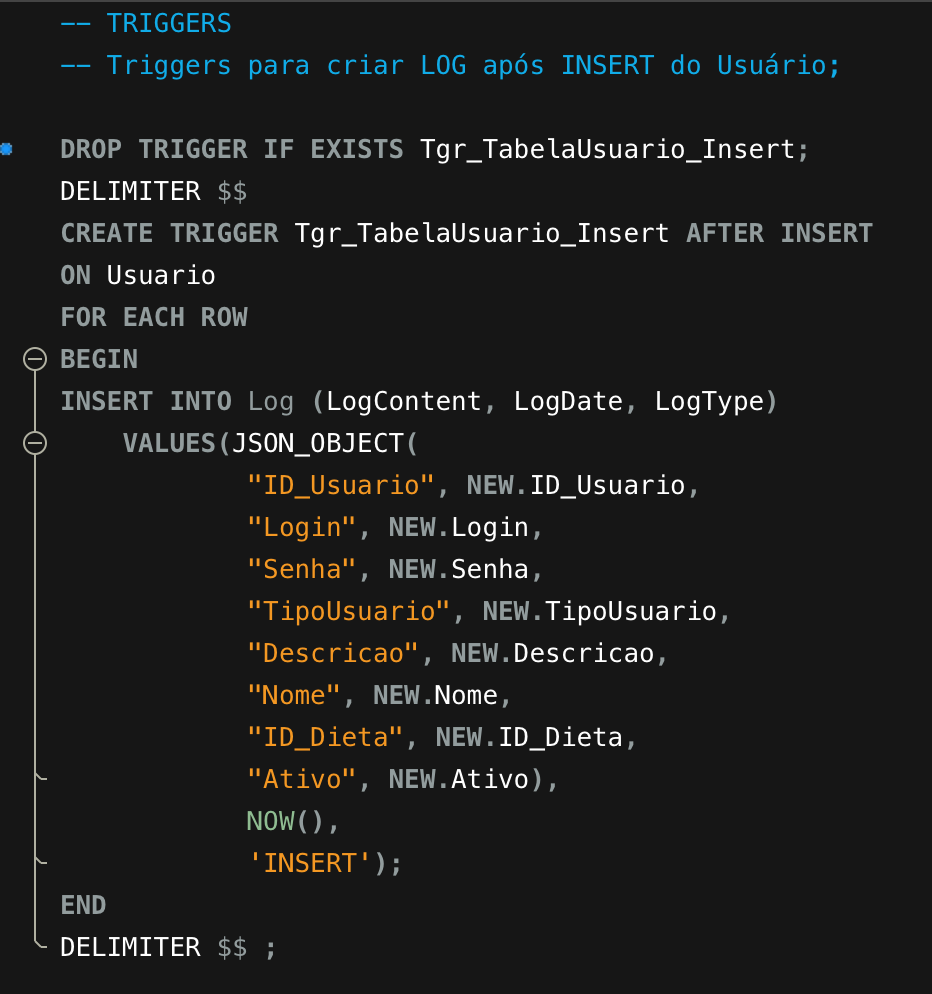 -- TRIGGERS
-- Triggers para criar LOG após INSERT do Usuário;
DROP TRIGGER IF EXISTS Tgr_TabelaUsuario_Insert;
DELIMITER $$
CREATE TRIGGER Tgr_TabelaUsuario_Insert AFTER INSERT
ON Usuario
FOR EACH ROW
BEGIN
INSERT INTO Log (LogContent, LogDate, LogType)
    VALUES(JSON_OBJECT(
            "ID_Usuario", NEW.ID_Usuario,
            "Login", NEW.Login,
            "Senha", NEW.Senha,
            "TipoUsuario", NEW.TipoUsuario,
            "Descricao", NEW.Descricao,
            "Nome", NEW.Nome,
            "ID_Dieta", NEW.ID_Dieta,
            "Ativo", NEW.Ativo),
            NOW(),
            'INSERT');
END
DELIMITER $$ ;